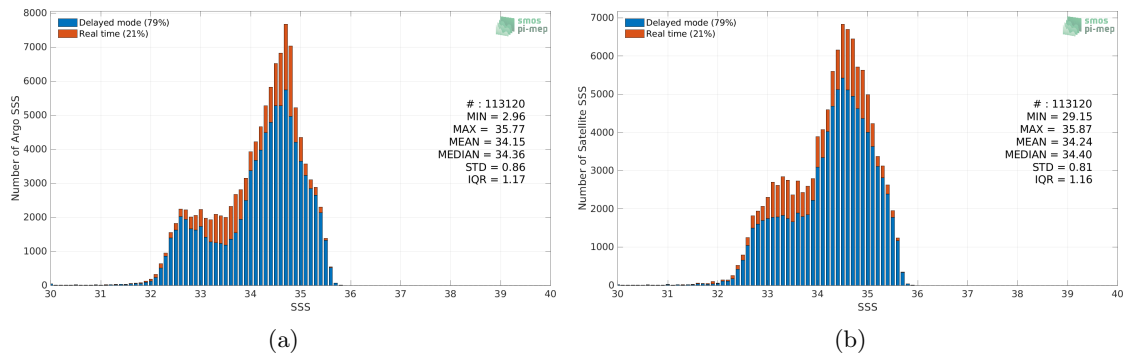 Delayed mode (79%)
Real time (21%)
smos
pi-mep
8000
7000
6000
5000
4000
3000
2000
1000
0
Number of Argo SSS
# : 113120
MIN = 2.96
MAX = 35.77
MEAN = 34.15
MEDIAN = 34.36
STD = 0.86
IQR = 1.17
30 31 32 33 34 35 36 37 38 39 40
SSS
(a)
Delayed mode (79%)
Real time (21%)
smos
pi-mep
7000
6000
5000
4000
3000
2000
1000
0
Number of Satellite SSS
# : 113120
MIN = 29.15
MAX = 35.87
MEAN = 34.24
MEDIAN = 34.40
STD = 0.81
IQR = 1.16
30 31 32 33 34 35 36 37 38 39 40
SSS
(b)